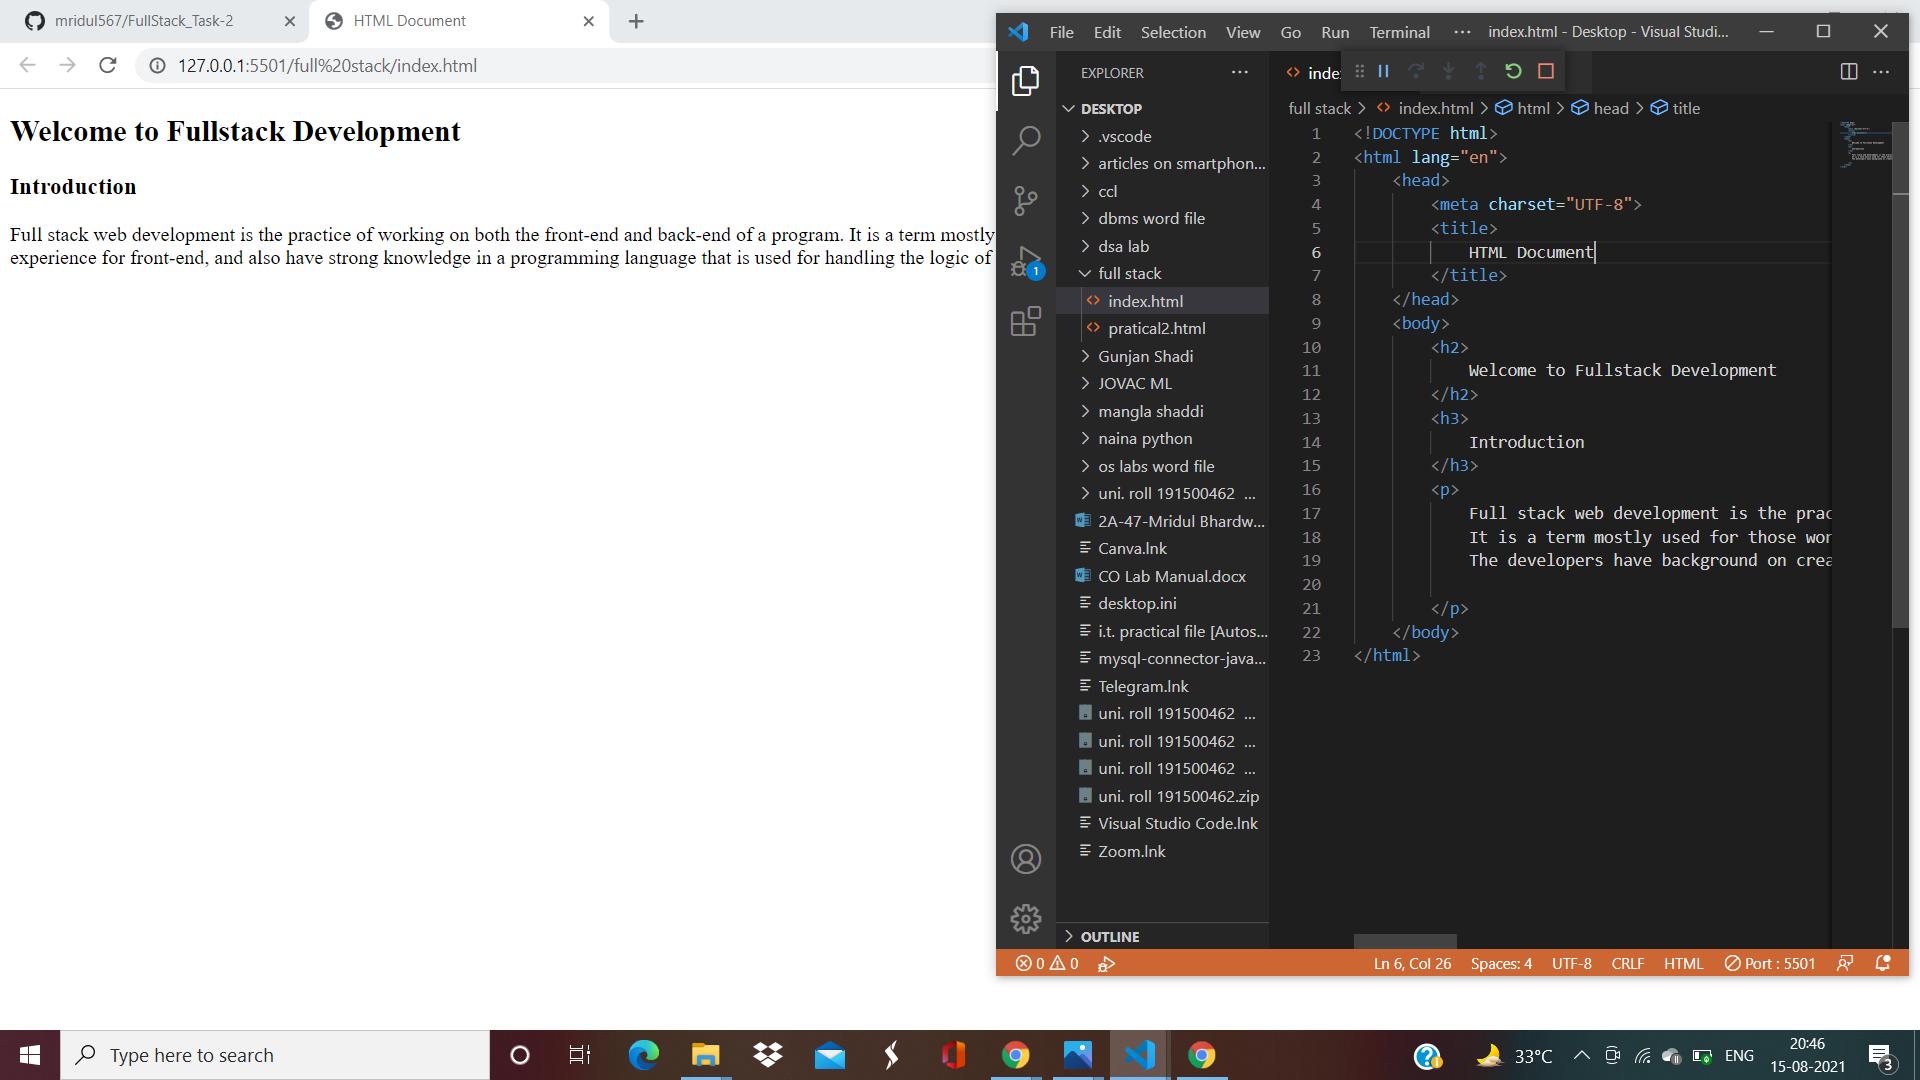 mridul567/FullStack_Task-2
HTML Document
127.0.0.1:5501/full%20stack/index.html
Welcome to Fullstack Development
Introduction
Full stack web development is the practice of working on both the front-end and back-end of a program. It is a term mostly
experience for front-end, and also have strong knowledge in a programming language that is used for handling the logic of
File Edit Selection View Go Run Terminal ... index.html - Desktop - Visual Studi...
EXPLORER
DESKTOP
.vscode
articles on smartphon...
ccl
dbms word file
dsa lab
full stack
index.html
pratical2.html
Gunjan Shadi
JOVAC ML
mangla shaddi
naina python
os labs word file
uni. roll 191500462 ...
2A-47-Mridul Bhardw...
Canva.lnk
CO Lab Manual.docx
desktop.ini
i.t. practical file [Autos...
mysql-connector-java...
Telegram.lnk
uni. roll 191500462 ...
uni. roll 191500462 ...
uni. roll 191500462 ...
uni. roll 191500462.zip
Visual Studio Code.lnk
Zoom.lnk
OUTLINE
inde
full stack > <> index.html > html > head > title
1 <!DOCTYPE html>
2 <html lang="en">
3 <head>
4 <meta charset="UTF-8">
5 <title>
6 HTML Document
7 </title>
8 </head>
9 <body>
10 <h2>
11 Welcome to Fullstack Development
12 </h2>
13 <h3>
14 Introduction
15 </h3>
16 <p>
17 Full stack web development is the prac
18 It is a term mostly used for those wor
19 The developers have background on crea
20
21 </p>
22 </body>
23 </html>
1
0 0 Ln 6, Col 26 Spaces: 4 UTF-8 CRLF HTML Port : 5501
Type here to search
33°C ENG
20:46
15-08-2021
3